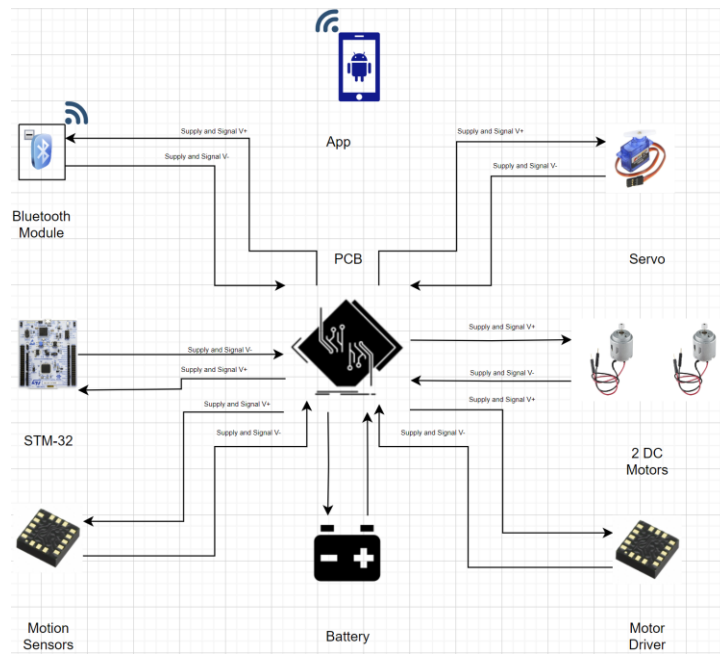 Supply and Signal V+
Supply and Signal V+
App
Supply and Signal V-
Supply and Signal V-
Bluetooth
Module
PCB
Servo
Supply and Signal V+
Supply and Signal V-
Supply and Signal V+
Supply and Signal V-
Supply and Signal V+
Supply and Signal V+
Supply and Signal V-
Supply and Signal V-
STM-32
2 DC
Motors
Motion
Sensors
Battery
Motor
Driver